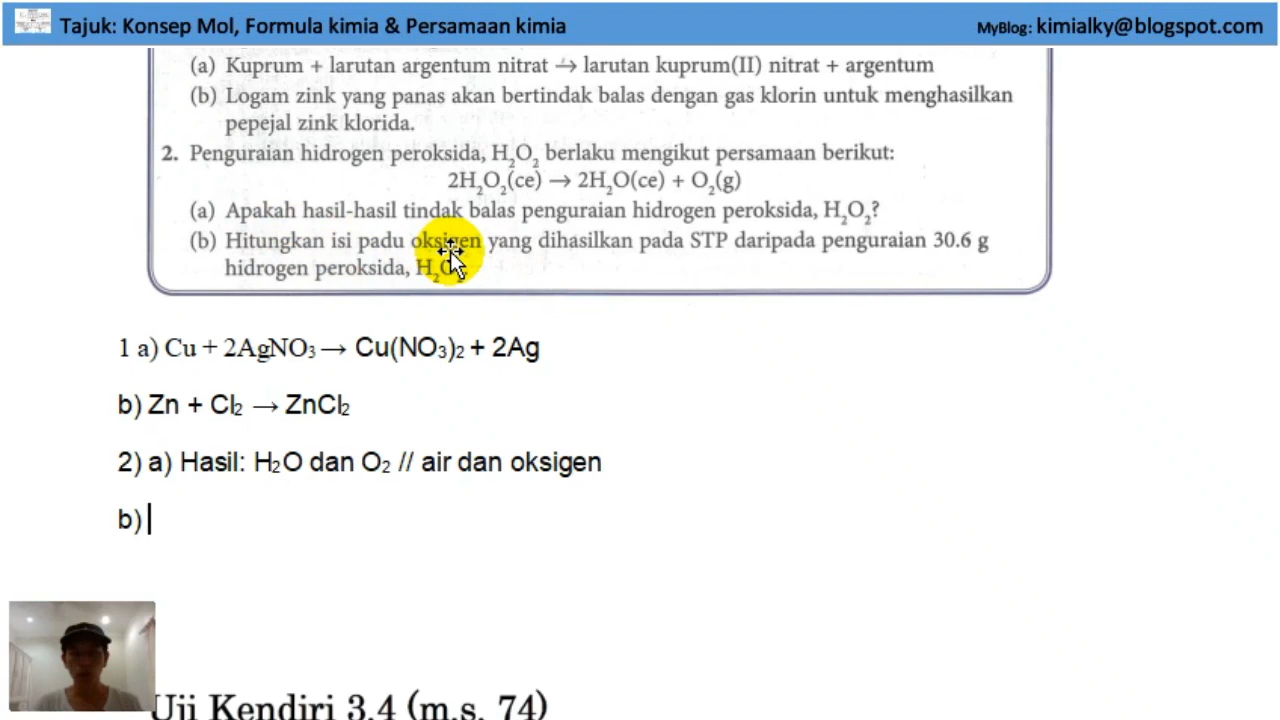 Tajuk: Konsep Mol, Formula kimia & Persamaan kimia
MyBlog: kimialky@blogspot.com
(a) Kuprum + larutan argentum nitrat → larutan kuprum(II) nitrat + argentum
(b) Logam zink yang panas akan bertindak balas dengan gas klorin untuk menghasilkan
pepejal zink klorida.
2. Penguraian hidrogen peroksida, H₂O₂ berlaku mengikut persamaan berikut:
2H₂O₂(ce) → 2H₂O(ce) + O₂(g)
(a) Apakah hasil-hasil tindak balas penguraian hidrogen peroksida, H₂O₂?
(b) Hitungkan isi padu oksigen yang dihasilkan pada STP daripada penguraian 30.6 g
hidrogen peroksida, H₂O₂
1 a) Cu + 2AgNO₃ → Cu(NO₃)₂ + 2Ag
b) Zn + Cl₂ → ZnCl₂
2) a) Hasil: H₂O dan O₂ // air dan oksigen
b)
Uji Kendiri 3.4 (m.s. 74)